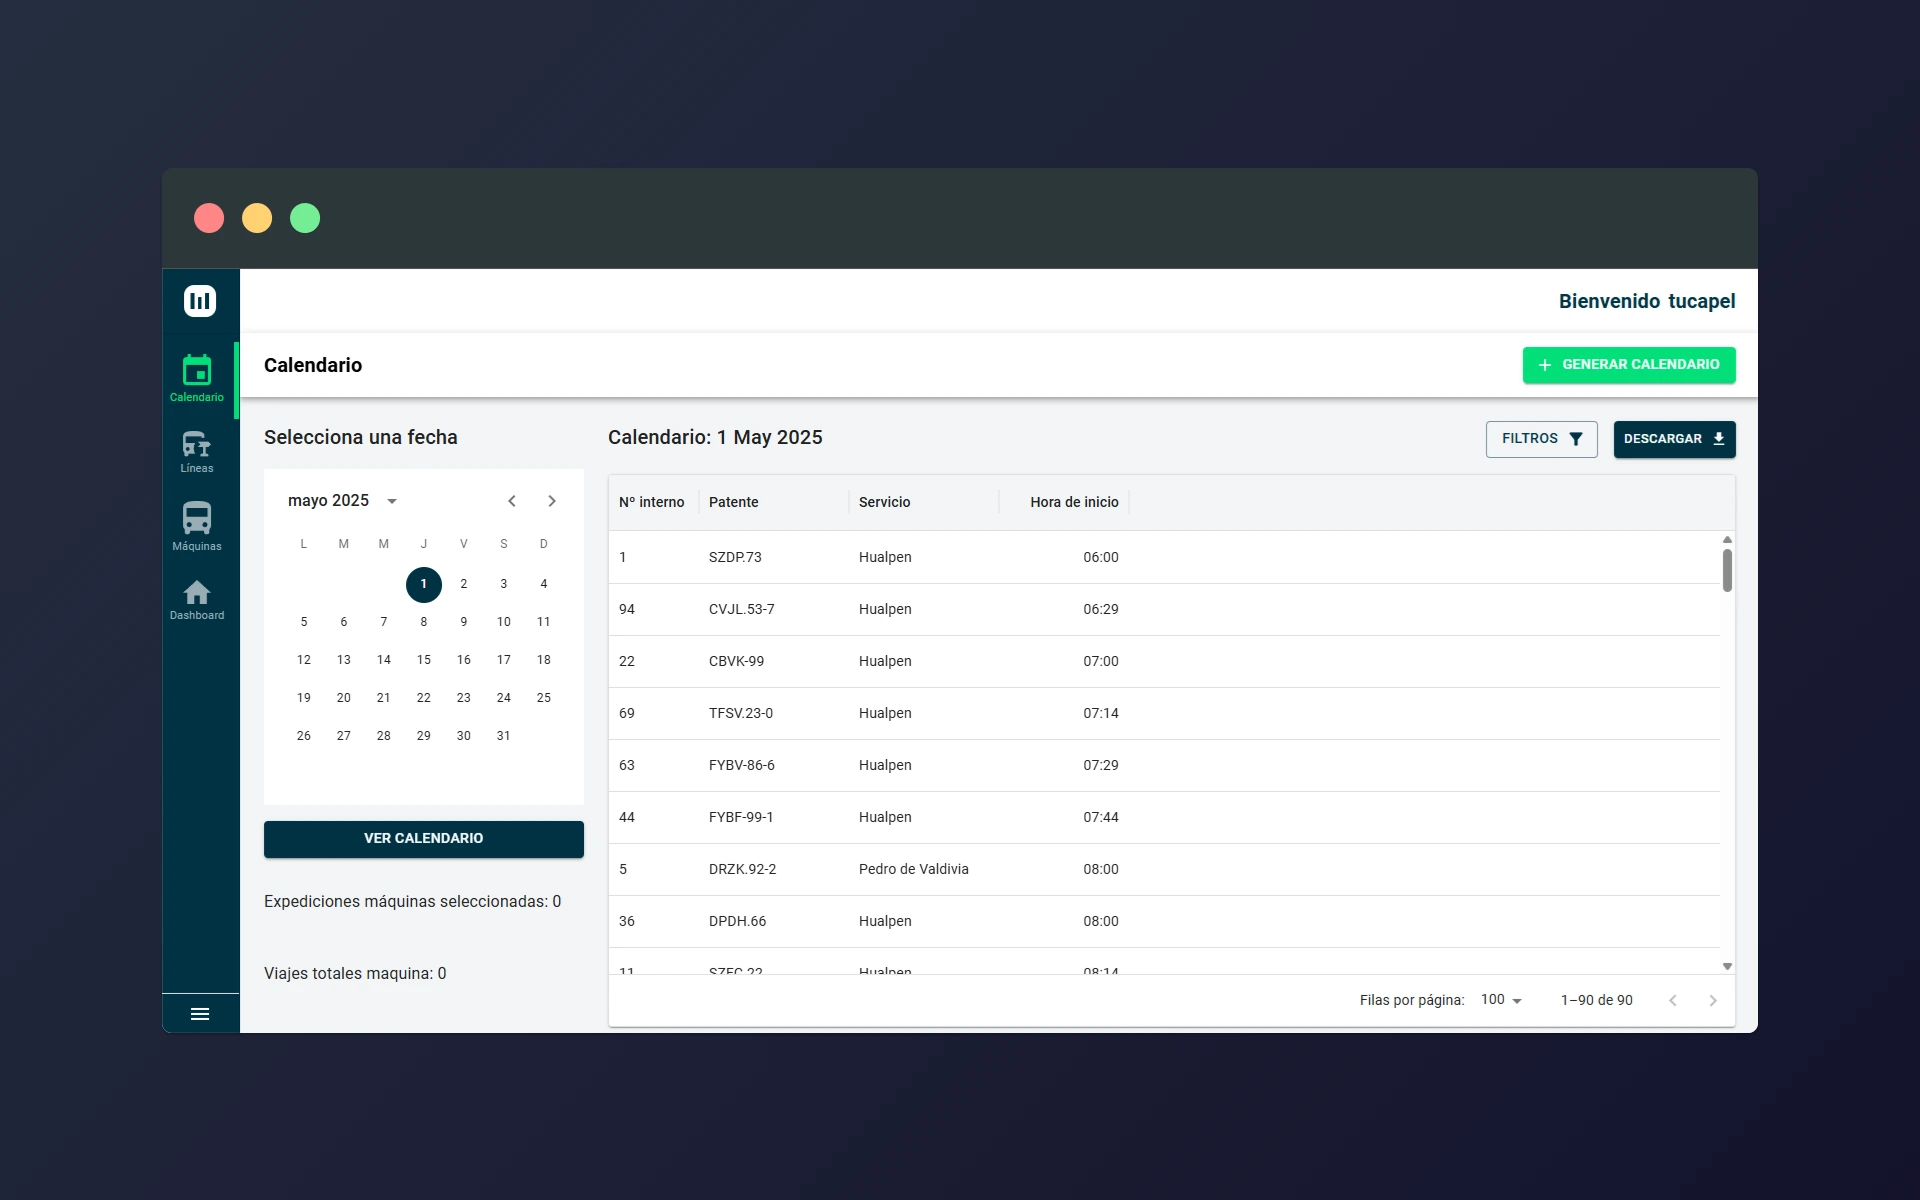 Bienvenido tucapel
Calendario
Líneas
Máquinas
Dashboard
Calendario
GENERAR CALENDARIO
Selecciona una fecha
mayo 2025
L M M J V S D
1 2 3 4
5 6 7 8 9 10 11
12 13 14 15 16 17 18
19 20 21 22 23 24 25
26 27 28 29 30 31
VER CALENDARIO
Expediciones máquinas seleccionadas: 0
Viajes totales maquina: 0
Calendario: 1 May 2025
FILTROS
DESCARGAR
Nº interno Patente Servicio Hora de inicio
1 SZDP.73 Hualpen 06:00
94 CVJL.53-7 Hualpen 06:29
22 CBVK-99 Hualpen 07:00
69 TFSV.23-0 Hualpen 07:14
63 FYBV-86-6 Hualpen 07:29
44 FYBF-99-1 Hualpen 07:44
5 DRZK.92-2 Pedro de Valdivia 08:00
36 DPDH.66 Hualpen 08:00
11 Hualpen 08:14
Filas por página: 100 1–90 de 90